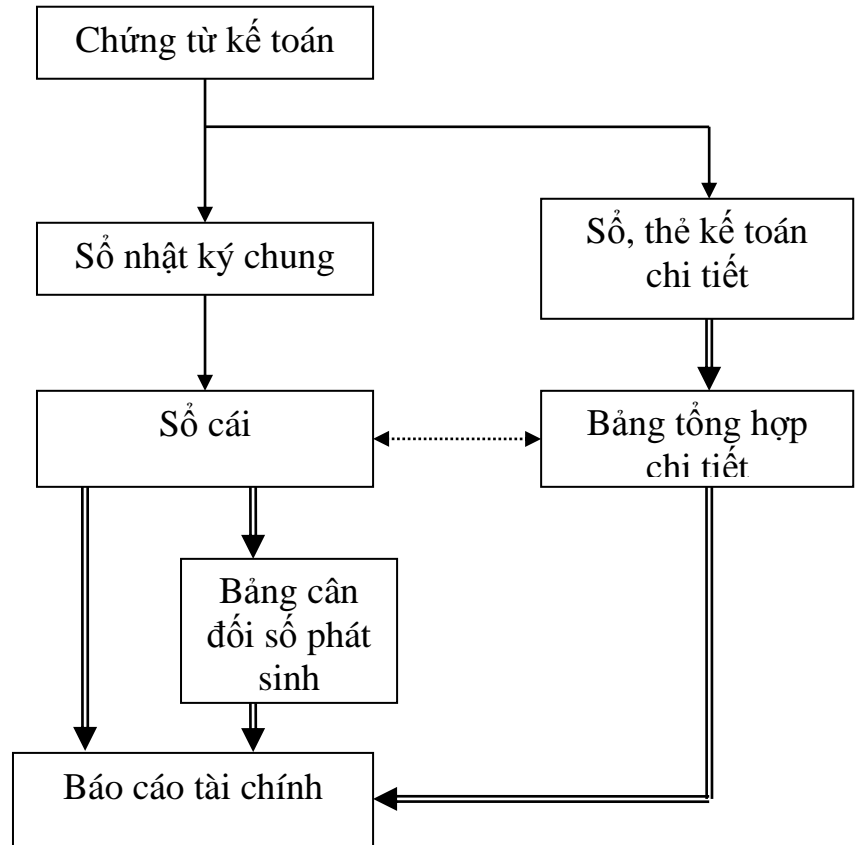 Chứng từ kế toán
Sổ nhật ký chung
Sổ, thẻ kế toán
chi tiết
Sổ cái
Bảng tổng hợp
chi tiết
Bảng cân
đối số phát
sinh
Báo cáo tài chính